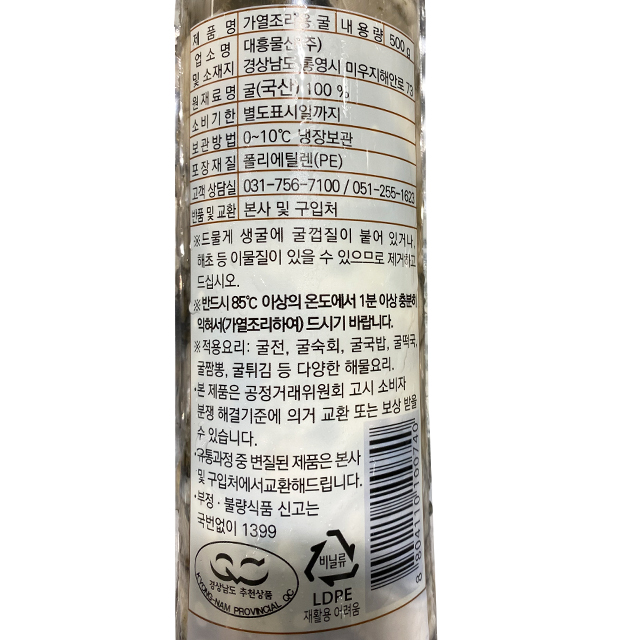 제 품 명 가열조리용 굴 내 용 량 500 g
업 소 명 및 소재지 대흥물산(주)
경상남도 통영시 미우지해안로 73
원 재 료 명 굴(국산) 100 %
소 비 기 한 별도표시일까지
보 관 방 법 0~10℃ 냉장보관
포 장 재 질 폴리에틸렌(PE)
고객 상담실 031-756-7100 / 051-255-1623
반품 및 교환 본사 및 구입처
※드물게 생굴에 굴껍질이 붙어 있거나,
해초 등 이물질이 있을 수 있으므로 제거하고
드십시오.
※반드시 85℃ 이상의 온도에서 1분 이상 충분히
익혀서(가열조리하여) 드시기 바랍니다.
※적용요리: 굴전, 굴숙회, 굴국밥, 굴떡국,
굴짬뽕, 굴튀김 등 다양한 해물요리.
·본 제품은 공정거래위원회 고시 소비자
분쟁 해결기준에 의거 교환 또는 보상 받을
수 있습니다.
·유통과정 중 변질된 제품은 본사
및 구입처에서교환해드립니다.
·부정·불량식품 신고는
국번없이 1399
8 804110 190740
QC
경상남도 추천상품
KYONG-NAM PROVINCIAL QC
비닐류
LDPE
재활용 어려움